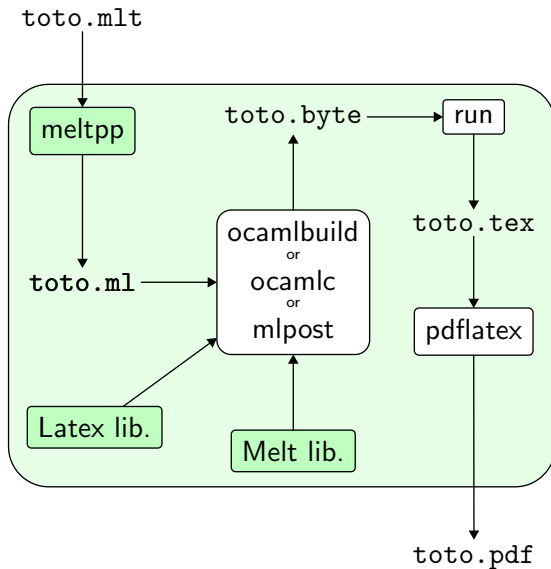 toto.mlt
meltpp
toto.byte
run
toto.ml
ocamlbuild
or
ocamlc
or
mlpost
toto.tex
pdflatex
Latex lib.
Melt lib.
toto.pdf